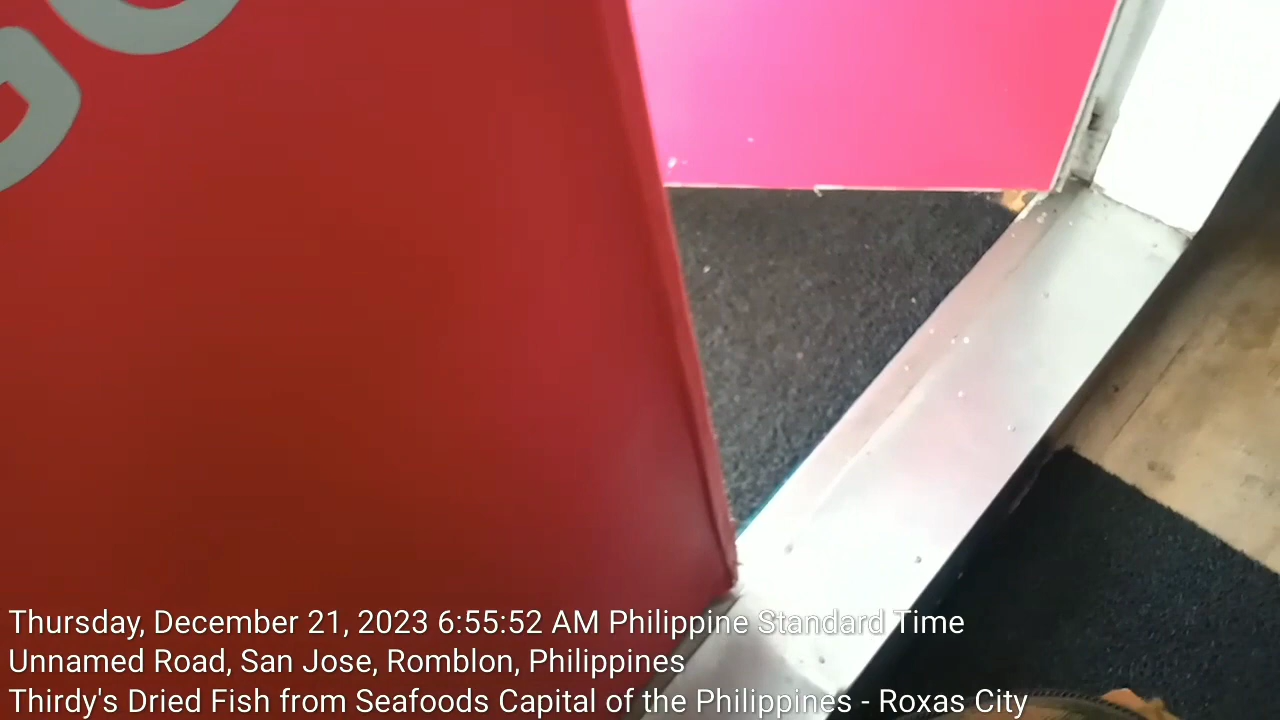 GO
Thursday, December 21, 2023 6:55:52 AM Philippine Standard Time
Unnamed Road, San Jose, Romblon, Philippines
Thirdy's Dried Fish from Seafoods Capital of the Philippines - Roxas City